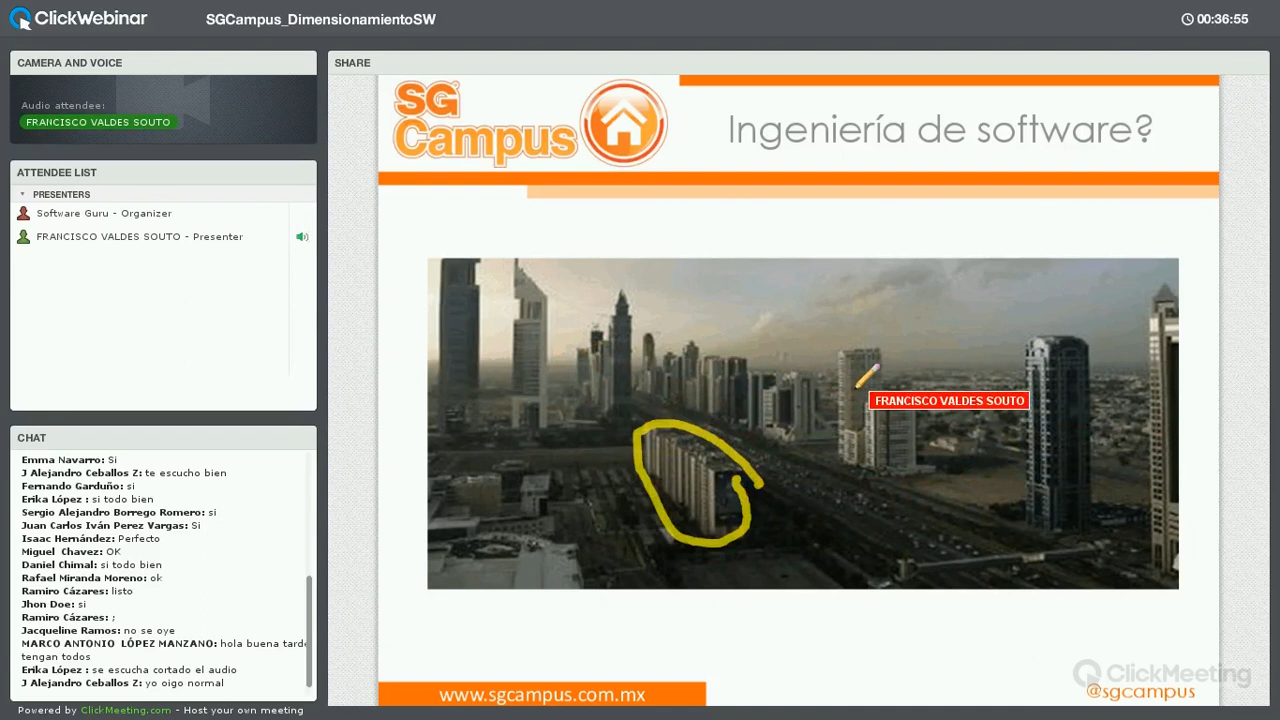 ClickWebinar
SGCampus_DimensionamientoSW
00:36:55
CAMERA AND VOICE
Audio attendee:
FRANCISCO VALDES SOUTO
ATTENDEE LIST
PRESENTERS
Software Guru - Organizer
FRANCISCO VALDES SOUTO - Presenter
CHAT
Emma Navarro: Si
J Alejandro Ceballos Z: te escucho bien
Fernando Garduño: si
Erika López : si todo bien
Sergio Alejandro Borrego Romero: si
Juan Carlos Iván Perez Vargas: Si
Isaac Hernández: Perfecto
Miguel Chavez: OK
Daniel Chimal: si todo bien
Rafael Miranda Moreno: ok
Ramiro Cázares: listo
Jhon Doe: si
Ramiro Cázares: ;
Jacqueline Ramos: no se oye
MARCO ANTONIO LÓPEZ MANZANO: hola buena tarde
tengan todos
Erika López : se escucha cortado el audio
J Alejandro Ceballos Z: yo oigo normal
Powered by ClickMeeting.com - Host your own meeting
SHARE
SG
Campus
Ingeniería de software?
FRANCISCO VALDES SOUTO
ClickMeeting
www.sgcampus.com.mx
@sgcampus